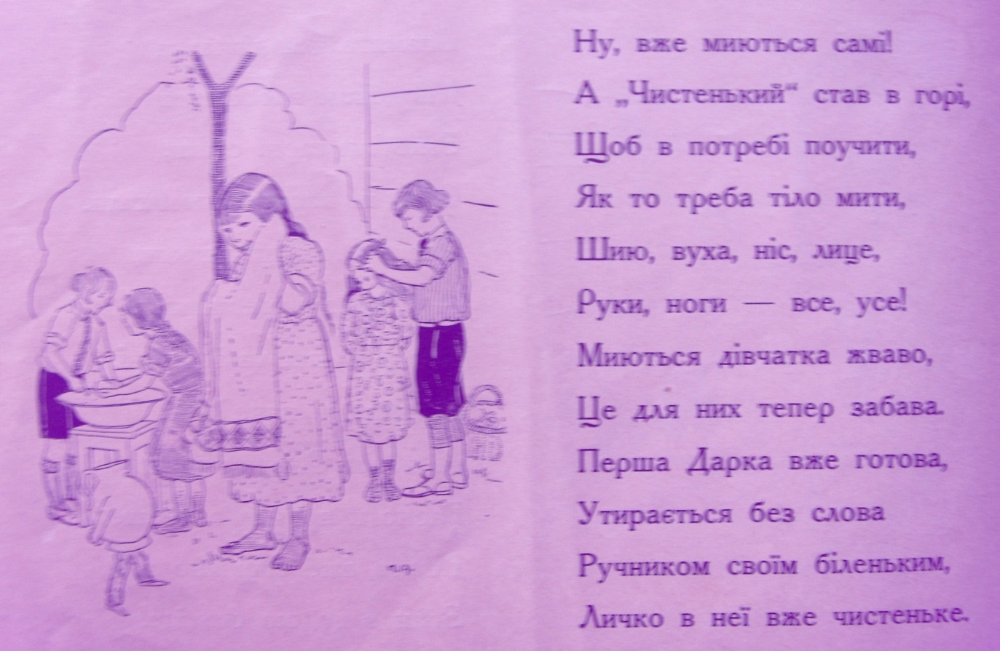 Ну, вже миються самі!
А „Чистенький“ став в горі,
Щоб в потребі поучити,
Як то треба тіло мити,
Шию, вуха, ніс, лице,
Руки, ноги — все, усе!
Миються дівчатка жваво,
Це для них тепер забава.
Перша Дарка вже готова,
Утирається без слова
Ручником своїм біленьким,
Личко в неї вже чистеньке.